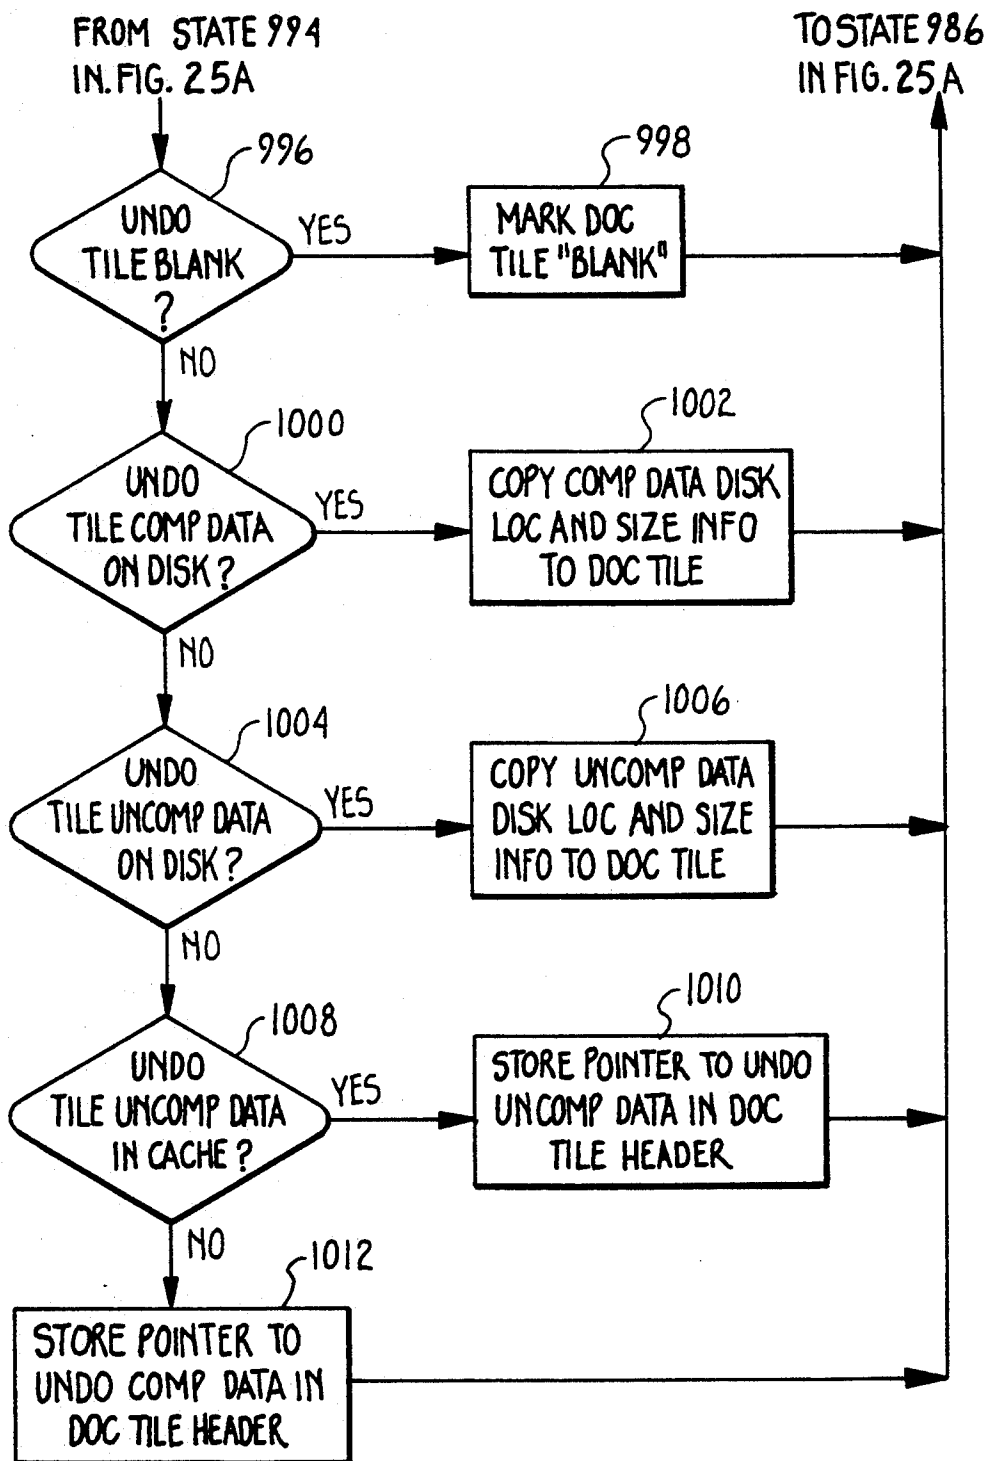 FROM STATE 994
IN. FIG. 25A
TO STATE 986
IN FIG. 25A
996
UNDO
TILE BLANK
?
YES
998
MARK DOC
TILE "BLANK"
NO
1000
UNDO
TILE COMP DATA
ON DISK?
YES
1002
COPY COMP DATA DISK
LOC AND SIZE INFO
TO DOC TILE
NO
1004
UNDO
TILE UNCOMP DATA
ON DISK?
YES
1006
COPY UNCOMP DATA
DISK LOC AND SIZE
INFO TO DOC TILE
NO
1008
UNDO
TILE UNCOMP DATA
IN CACHE?
YES
1010
STORE POINTER TO UNDO
UNCOMP DATA IN DOC
TILE HEADER
NO
1012
STORE POINTER TO
UNDO COMP DATA IN
DOC TILE HEADER